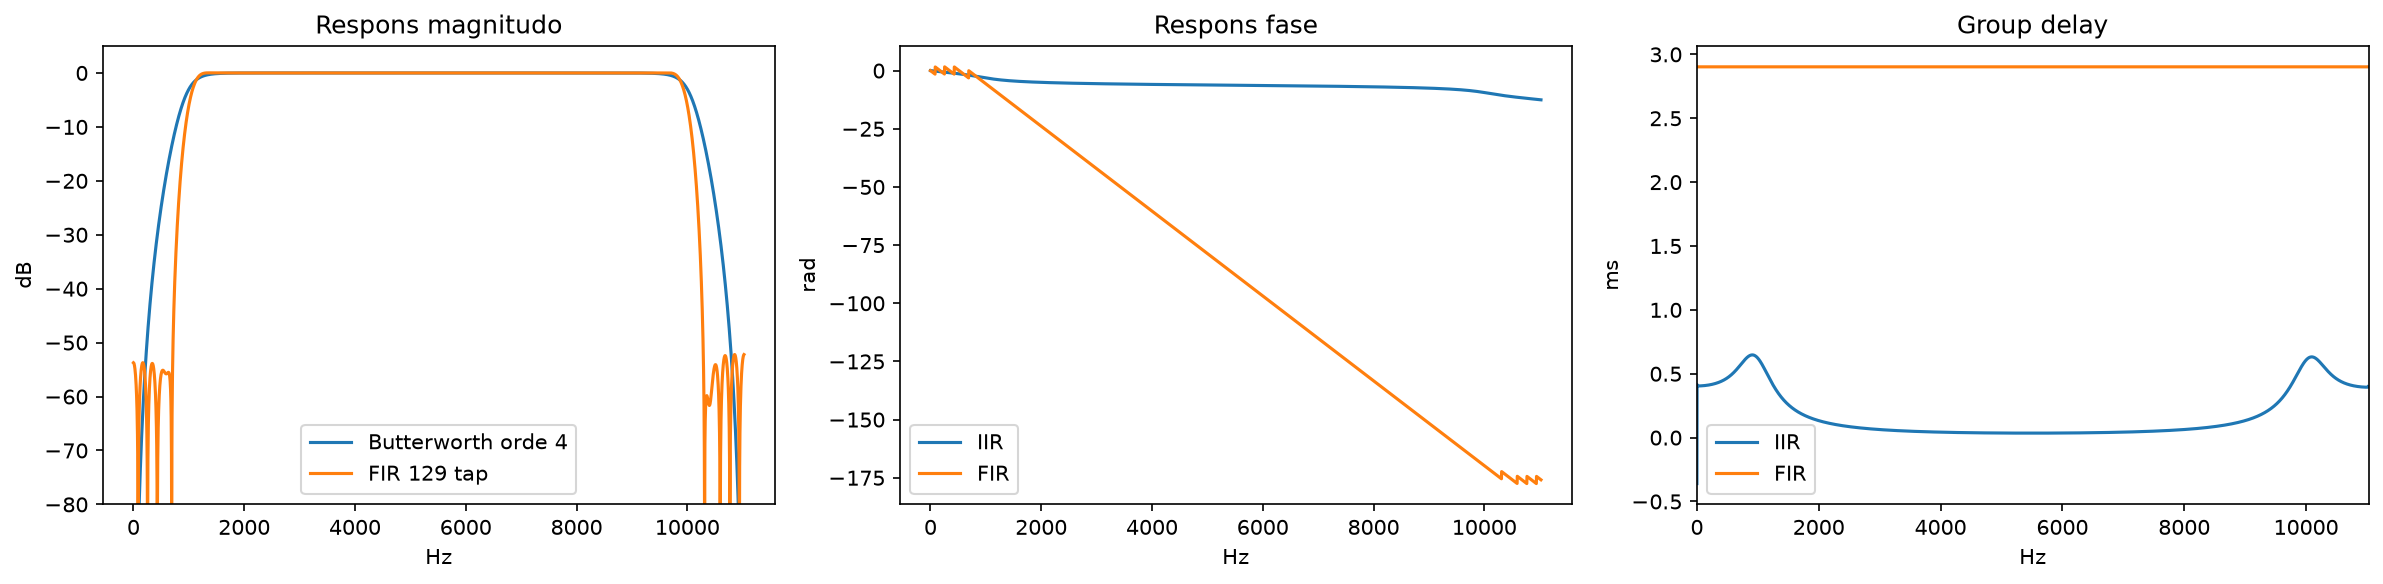 Respons magnitudo
0
−10
−20
−30
−40
−50
−60
−70
−80
dB
Butterworth orde 4
FIR 129 tap
0 2000 4000 6000 8000 10000
Hz
Respons fase
0
−25
−50
−75
−100
−125
−150
−175
rad
IIR
FIR
0 2000 4000 6000 8000 10000
Hz
Group delay
3.0
2.5
2.0
1.5
1.0
0.5
0.0
−0.5
ms
IIR
FIR
0 2000 4000 6000 8000 10000
Hz